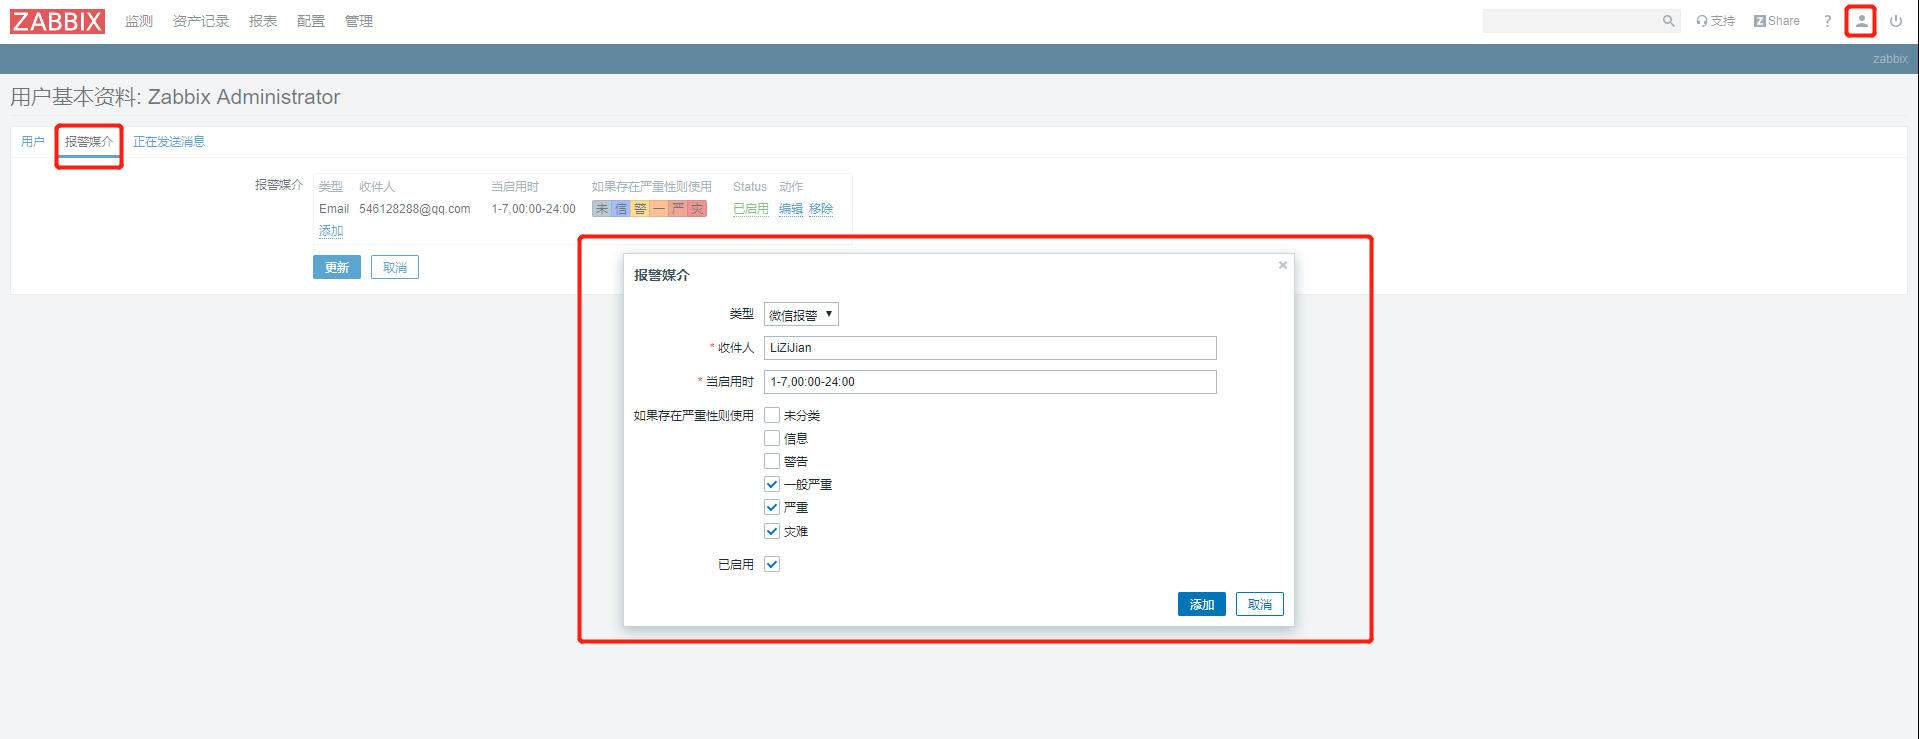 ZABBIX 监测 资产记录 报表 配置 管理 支持 Z Share ?
zabbix
用户基本资料: Zabbix Administrator
用户 报警媒介 正在发送消息
报警媒介 类型 收件人 当启用时 如果存在严重性则使用 Status 动作
Email 546128288@qq.com 1-7,00:00-24:00 未 信 警 一 严 灾 已启用 编辑 移除
添加
更新 取消
报警媒介
类型 微信报警
* 收件人 LiZiJian
* 当启用时 1-7,00:00-24:00
如果存在严重性则使用 未分类
信息
警告
一般严重
严重
灾难
已启用
添加 取消